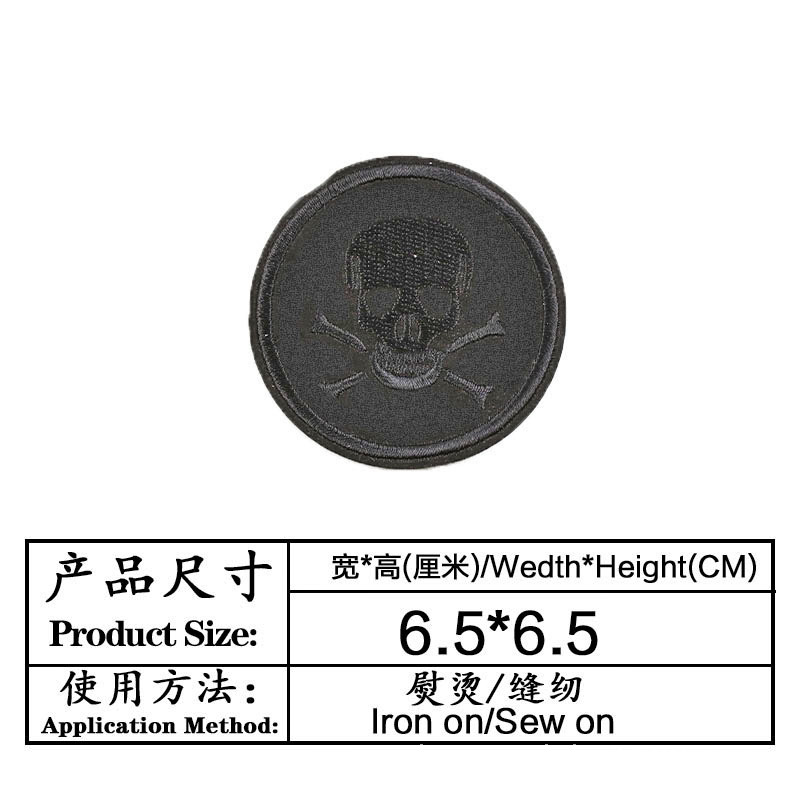 产品尺寸
Product Size:
宽*高(厘米)/Wedth*Height(CM)
6.5*6.5
使用方法：
Application Method:
熨烫/缝纫
Iron on/Sew on